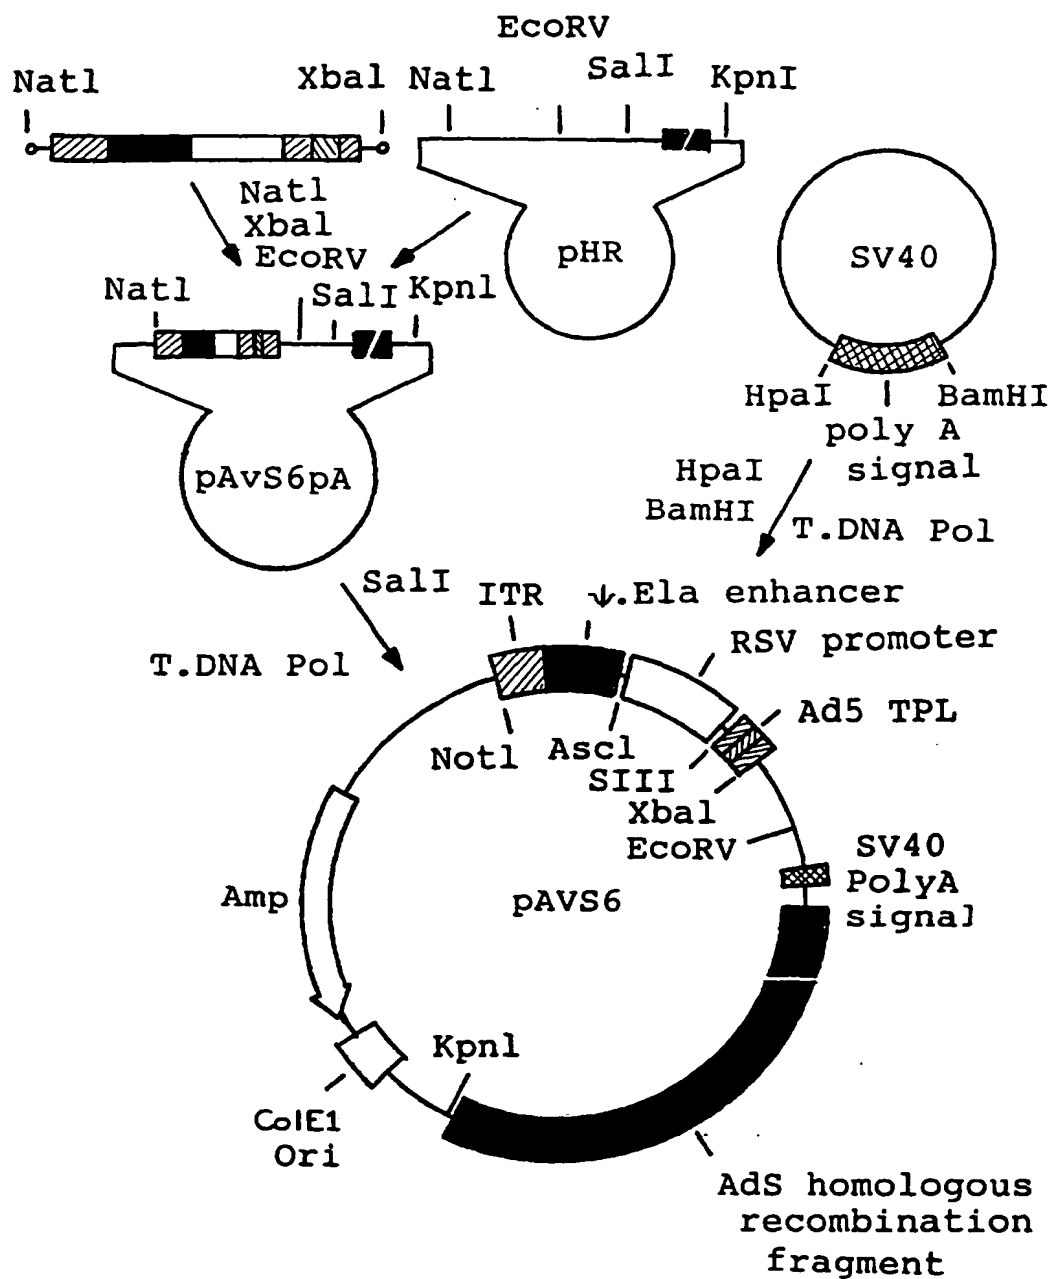 EcoRV
Natl
Xbal
Natl
SalI
KpnI
Natl
Xbal
EcoRV
pHR
SV40
Natl
SalI
Kpnl
HpaI
BamHI
poly A
signal
pAvS6pA
HpaI
BamHI
T.DNA Pol
SalI
T.DNA Pol
ITR
.Ela enhancer
RSV promoter
Ad5 TPL
Notl
Ascl
SIII
Xbal
EcoRV
SV40
PolyA
signal
Amp
pAVS6
Kpnl
ColE1
Ori
AdS homologous
recombination
fragment